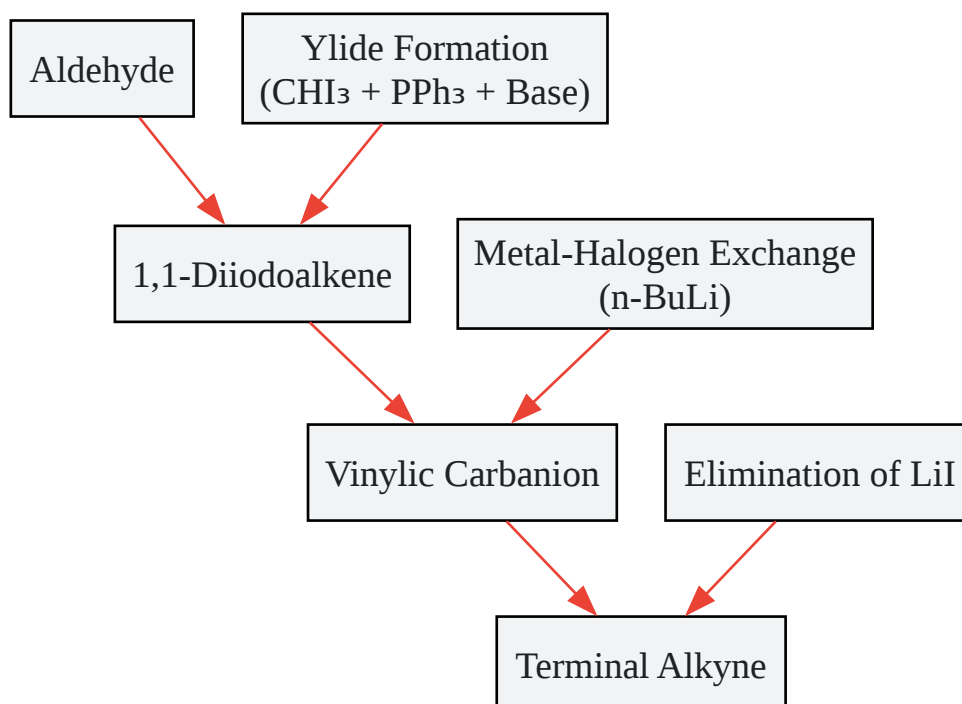 Aldehyde
Ylide Formation
(CHI₃ + PPh₃ + Base)
1,1-Diiodoalkene
Metal-Halogen Exchange
(n-BuLi)
Vinylic Carbanion
Elimination of LiI
Terminal Alkyne